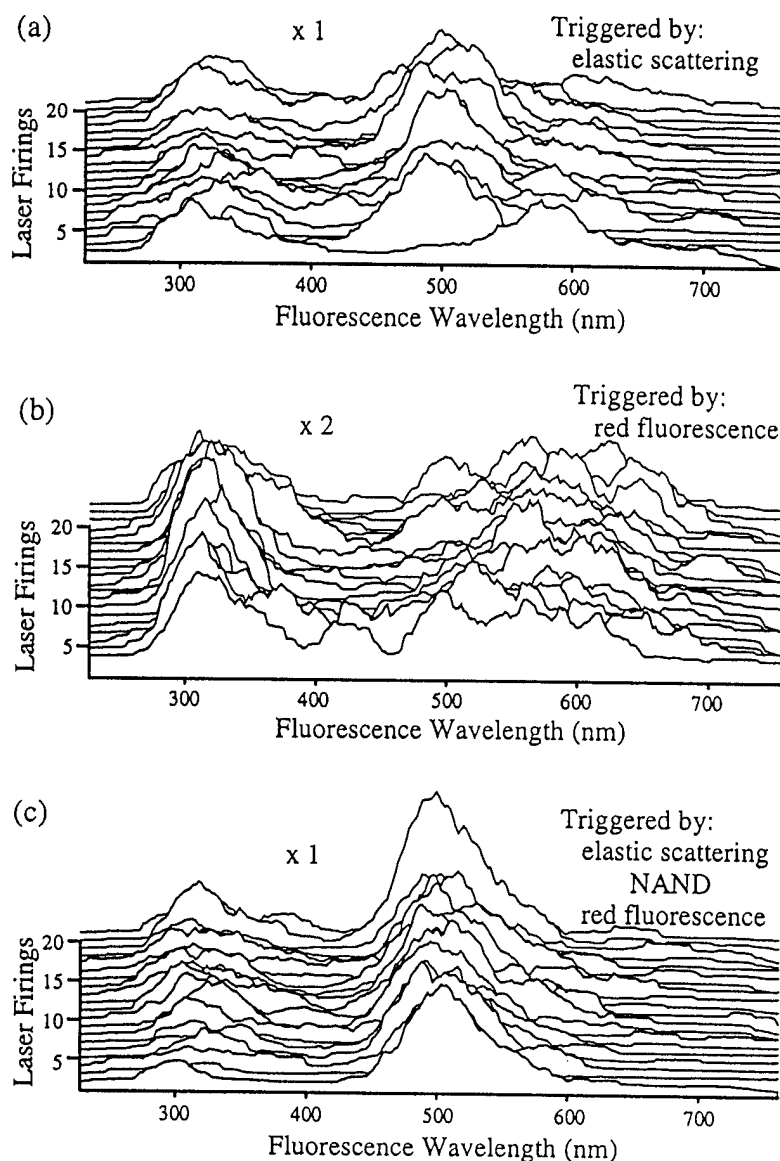 (a)
x 1
Triggered by:
elastic scattering
20
15
10
5
Laser Firings
300 400 500 600 700
Fluorescence Wavelength (nm)
(b)
x 2
Triggered by:
red fluorescence
20
15
10
5
Laser Firings
300 400 500 600 700
Fluorescence Wavelength (nm)
(c)
x 1
Triggered by:
elastic scattering
NAND
red fluorescence
20
15
10
5
Laser Firings
300 400 500 600 700
Fluorescence Wavelength (nm)